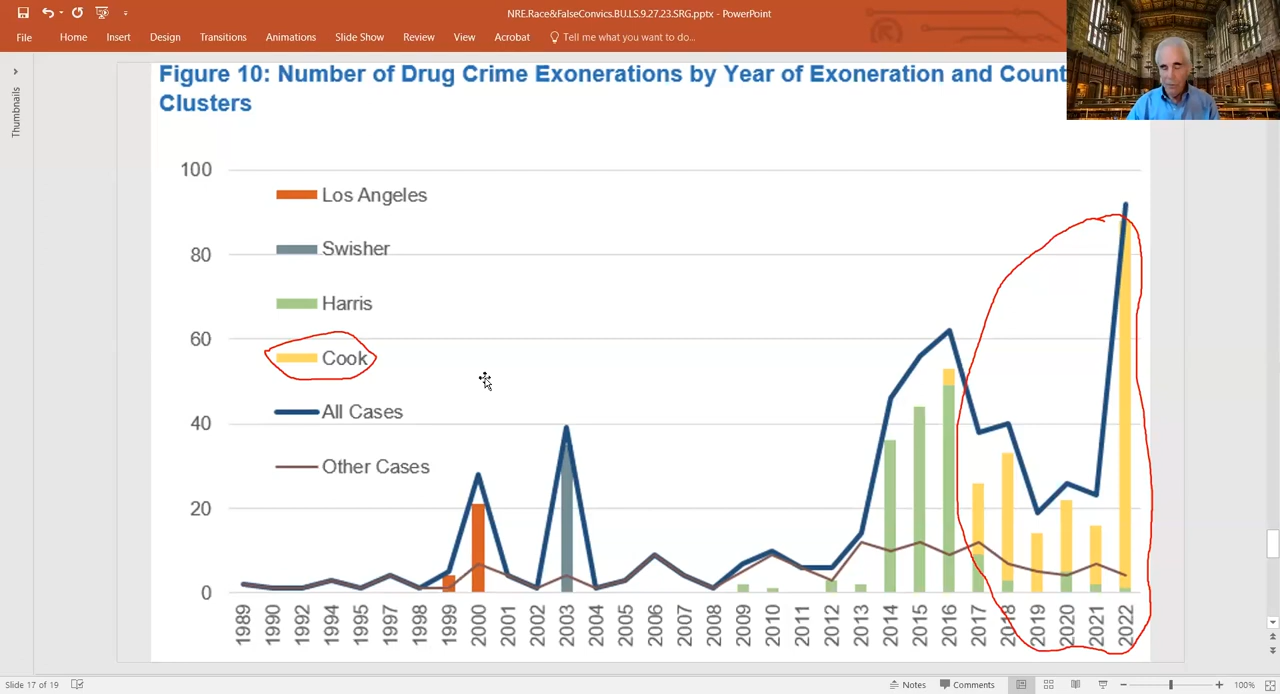 NRE.Race&FalseConvics.BU.LS.9.27.23.SRG.pptx - PowerPoint
File Home Insert Design Transitions Animations Slide Show Review View Acrobat Tell me what you want to do...
Thumbnails
Figure 10: Number of Drug Crime Exonerations by Year of Exoneration and Count
Clusters
100
80
60
40
20
0
Los Angeles
Swisher
Harris
Cook
All Cases
Other Cases
1989 1990 1992 1994 1995 1997 1998 1999 2000 2001 2002 2003 2004 2005 2006 2007 2008 2009 2010 2011 2012 2013 2014 2015 2016 2017 2018 2019 2020 2021 2022
Slide 17 of 19 Notes Comments 100%